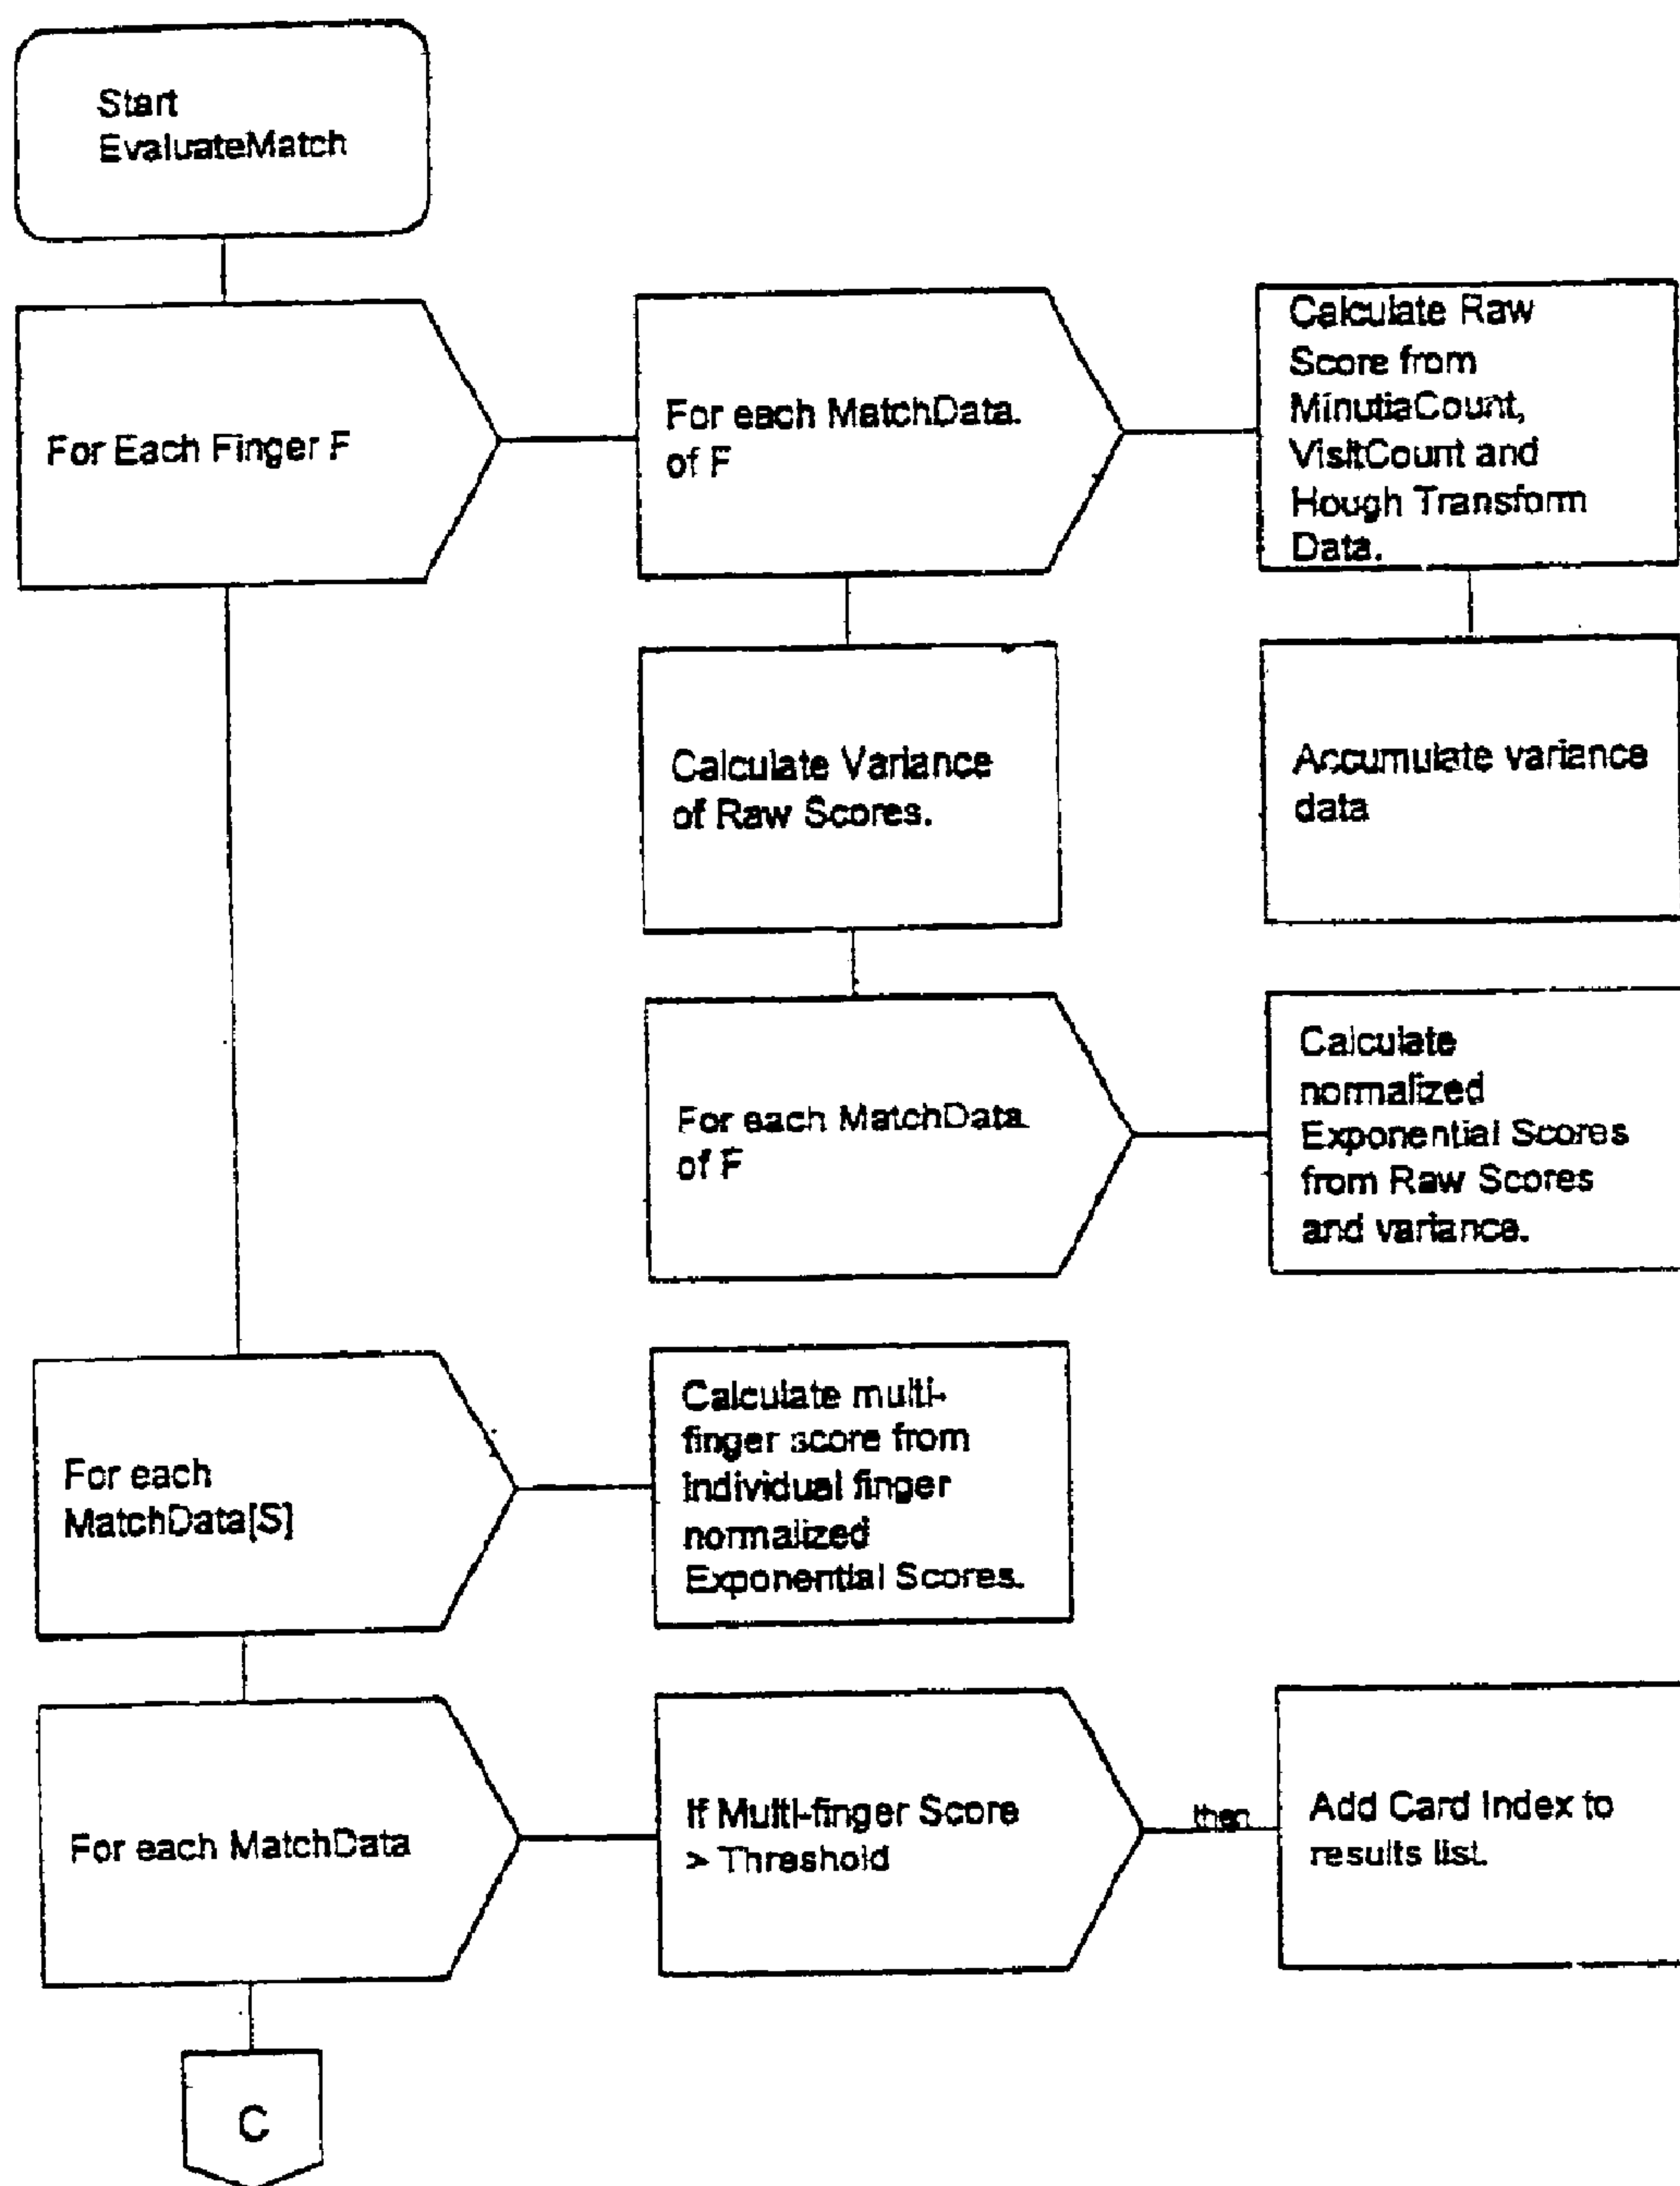 Start
EvaluateMatch
For Each Finger F
For each MatchData.
of F
Calculate Raw
Score from
MinutiaCount,
VisitCount and
Hough Transform
Data.
Calculate Variance
of Raw Scores.
Accumulate variance
data
For each MatchData
of F
Calculate
normalized
Exponential Scores
from Raw Scores
and variance.
For each
MatchData[S]
Calculate multi-
finger score from
individual finger
normalized
Exponential Scores.
For each MatchData
If Multi-finger Score
> Threshold
then
Add Card Index to
results list.
C